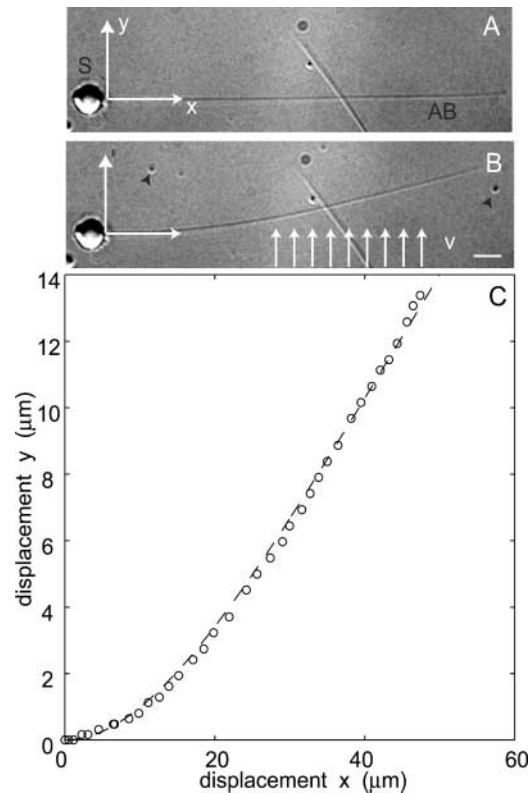 y
A
S
x
AB
B
v
C
14
12
10
8
6
4
2
0
displacement y (μm)
0 20 40 60
displacement x (μm)